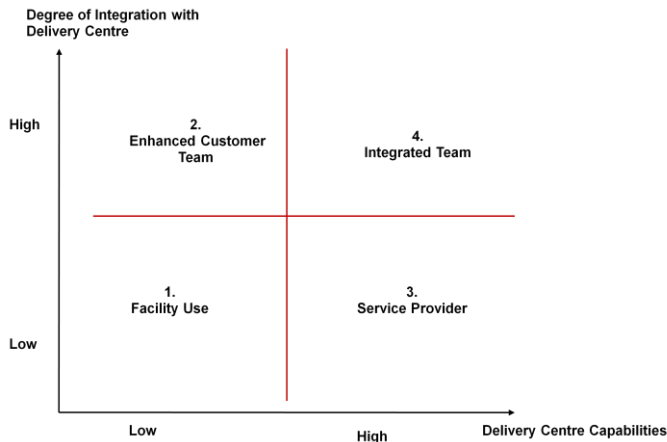 Degree of Integration with
Delivery Centre
High
2.
Enhanced Customer
Team
4.
Integrated Team
1.
Facility Use
3.
Service Provider
Low
Low
High
Delivery Centre Capabilities